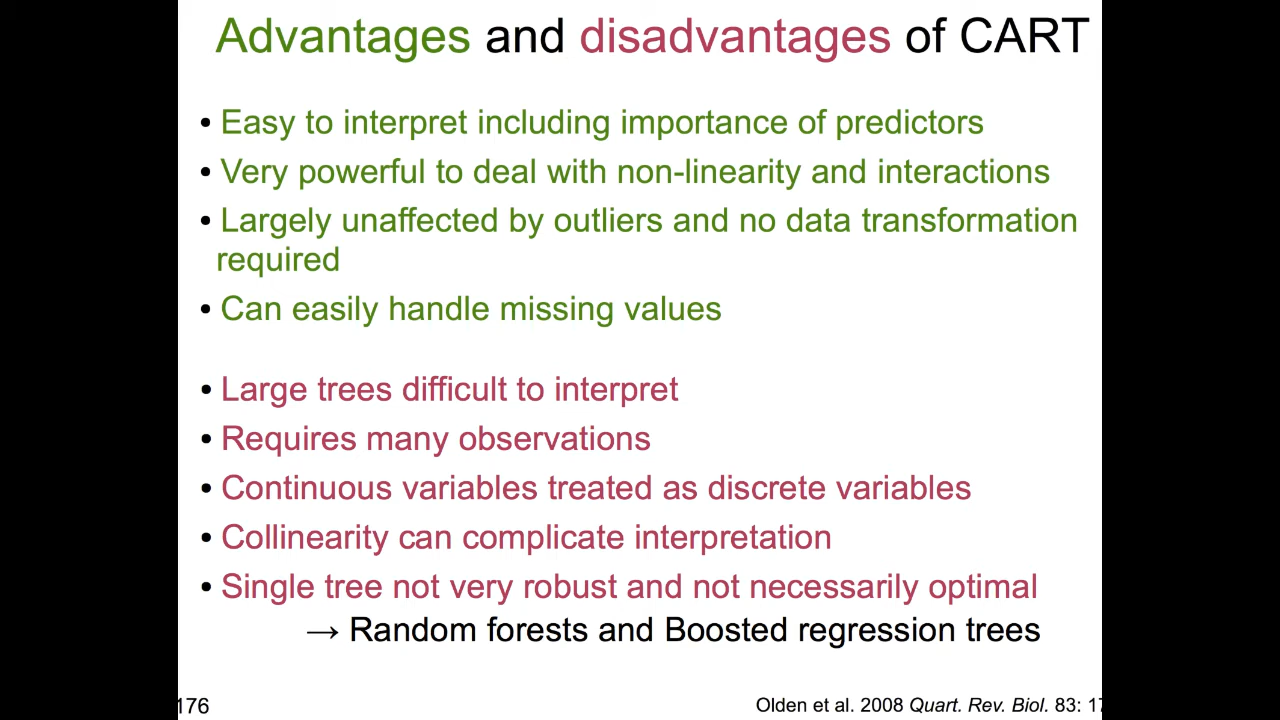 Advantages and disadvantages of CART
• Easy to interpret including importance of predictors
• Very powerful to deal with non-linearity and interactions
• Largely unaffected by outliers and no data transformation
required
• Can easily handle missing values
• Large trees difficult to interpret
• Requires many observations
• Continuous variables treated as discrete variables
• Collinearity can complicate interpretation
• Single tree not very robust and not necessarily optimal
→ Random forests and Boosted regression trees
176
Olden et al. 2008 Quart. Rev. Biol. 83: